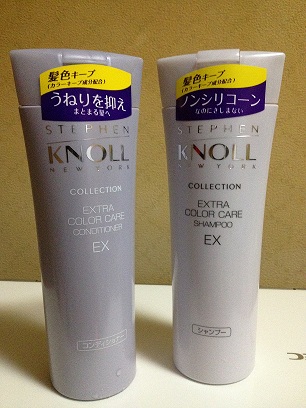 髪色キープ
(カラーキープ成分配合)
うねりを抑え
まとまる髪へ
STEPHEN
KNOLL
NEW YORK
COLLECTION
EXTRA
COLOR CARE
CONDITIONER
EX
コンディショナー
髪色キープ
(カラーキープ成分配合)
ノンシリコーン
なのにきしまない
STEPHEN
KNOLL
NEW YORK
COLLECTION
EXTRA
COLOR CARE
SHAMPOO
EX
シャンプー